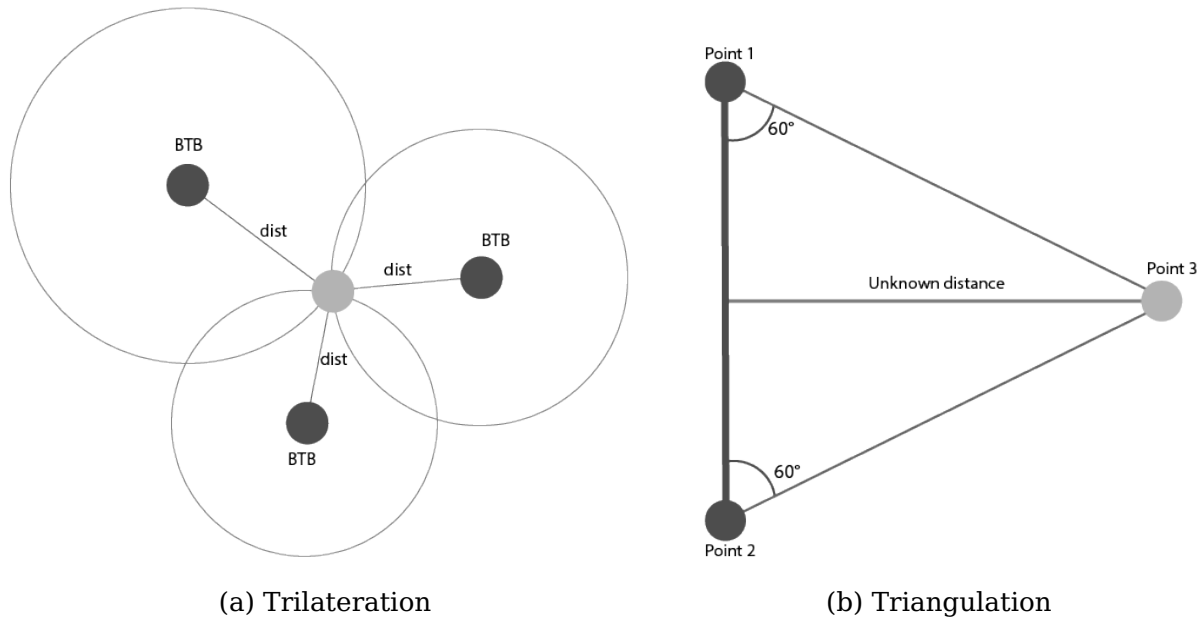 BTB
dist
BTB
dist
dist
BTB
Point 1
60°
Unknown distance
Point 3
60°
Point 2
(a) Trilateration
(b) Triangulation